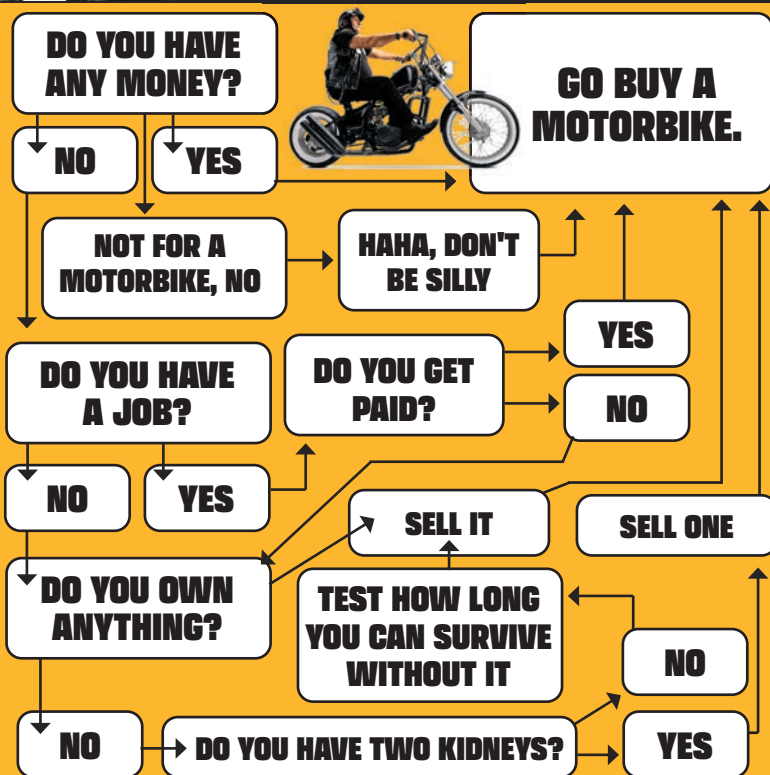 DO YOU HAVE
ANY MONEY?
GO BUY A
MOTORBIKE.
NO
YES
NOT FOR A
MOTORBIKE, NO
HAHA, DON'T
BE SILLY
YES
DO YOU HAVE
A JOB?
DO YOU GET
PAID?
NO
NO
YES
SELL IT
SELL ONE
DO YOU OWN
ANYTHING?
TEST HOW LONG
YOU CAN SURVIVE
WITHOUT IT
NO
NO
DO YOU HAVE TWO KIDNEYS?
YES